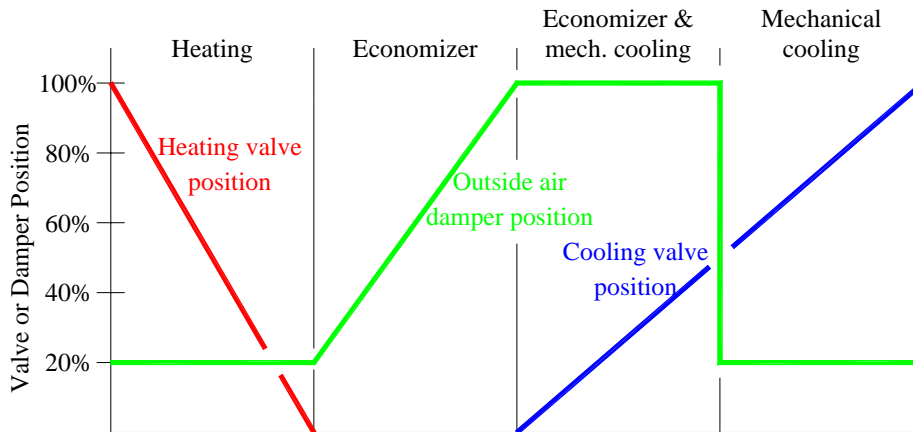 Heating
Economizer
Economizer &
mech. cooling
Mechanical
cooling
Valve or Damper Position
100%
80%
60%
40%
20%
Heating valve
position
Outside air
damper position
Cooling valve
position